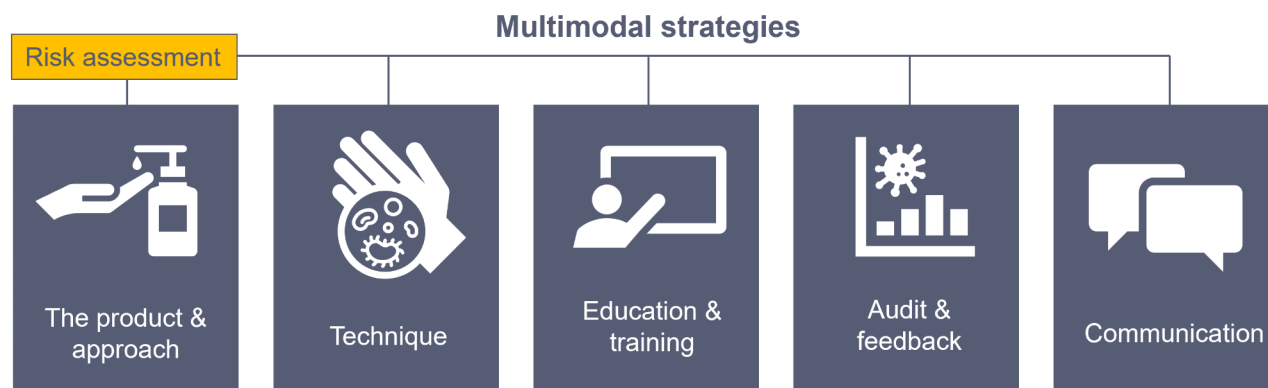 Multimodal strategies
Risk assessment
The product &
approach
Technique
Education &
training
Audit &
feedback
Communication